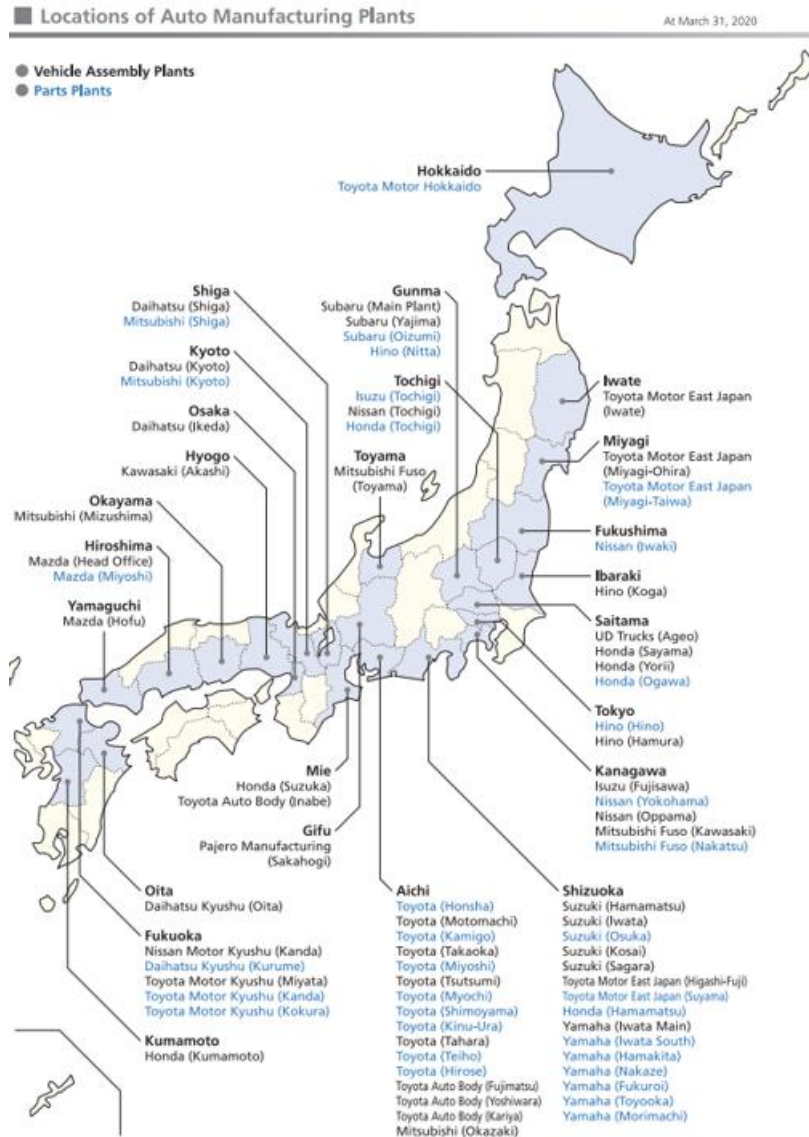 Locations of Auto Manufacturing Plants
At March 31, 2020
Vehicle Assembly Plants
Parts Plants
Hokkaido
Toyota Motor Hokkaido
Shiga
Daihatsu (Shiga)
Mitsubishi (Shiga)
Kyoto
Daihatsu (Kyoto)
Mitsubishi (Kyoto)
Osaka
Daihatsu (Ikeda)
Hyogo
Kawasaki (Akashi)
Okayama
Mitsubishi (Mizushima)
Hiroshima
Mazda (Head Office)
Mazda (Miyoshi)
Yamaguchi
Mazda (Hofu)
Gunma
Subaru (Main Plant)
Subaru (Yajima)
Subaru (Oizumi)
Hino (Nitta)
Tochigi
Isuzu (Tochigi)
Nissan (Tochigi)
Honda (Tochigi)
Toyama
Mitsubishi Fuso
(Toyama)
Iwate
Toyota Motor East Japan
(Iwate)
Miyagi
Toyota Motor East Japan
(Miyagi-Ohira)
Toyota Motor East Japan
(Miyagi-Taiwa)
Fukushima
Nissan (Iwaki)
Ibaraki
Hino (Koga)
Saitama
UD Trucks (Ageo)
Honda (Sayama)
Honda (Yorii)
Honda (Ogawa)
Tokyo
Hino (Hino)
Hino (Hamura)
Kanagawa
Isuzu (Fujisawa)
Nissan (Yokohama)
Nissan (Oppama)
Mitsubishi Fuso (Kawasaki)
Mitsubishi Fuso (Nakatsu)
Mie
Honda (Suzuka)
Toyota Auto Body (Inabe)
Gifu
Pajero Manufacturing
(Sakahogi)
Oita
Daihatsu Kyushu (Oita)
Fukuoka
Nissan Motor Kyushu (Kanda)
Daihatsu Kyushu (Kurume)
Toyota Motor Kyushu (Miyata)
Toyota Motor Kyushu (Kanda)
Toyota Motor Kyushu (Kokura)
Kumamoto
Honda (Kumamoto)
Aichi
Toyota (Honsha)
Toyota (Motomachi)
Toyota (Kamigo)
Toyota (Takaoka)
Toyota (Miyoshi)
Toyota (Tsutsumi)
Toyota (Myochi)
Toyota (Shimoyama)
Toyota (Kinu-Ura)
Toyota (Tahara)
Toyota (Teiho)
Toyota (Hirose)
Toyota Auto Body (Fujimatsu)
Toyota Auto Body (Yoshiwara)
Toyota Auto Body (Kariya)
Mitsubishi (Okazaki)
Shizuoka
Suzuki (Hamamatsu)
Suzuki (Iwata)
Suzuki (Osuka)
Suzuki (Kosai)
Suzuki (Sagara)
Toyota Motor East Japan (Higashi-Fuji)
Toyota Motor East Japan (Suyama)
Honda (Hamamatsu)
Yamaha (Iwata Main)
Yamaha (Iwata South)
Yamaha (Hamakita)
Yamaha (Nakaze)
Yamaha (Fukuroi)
Yamaha (Toyooka)
Yamaha (Morimachi)